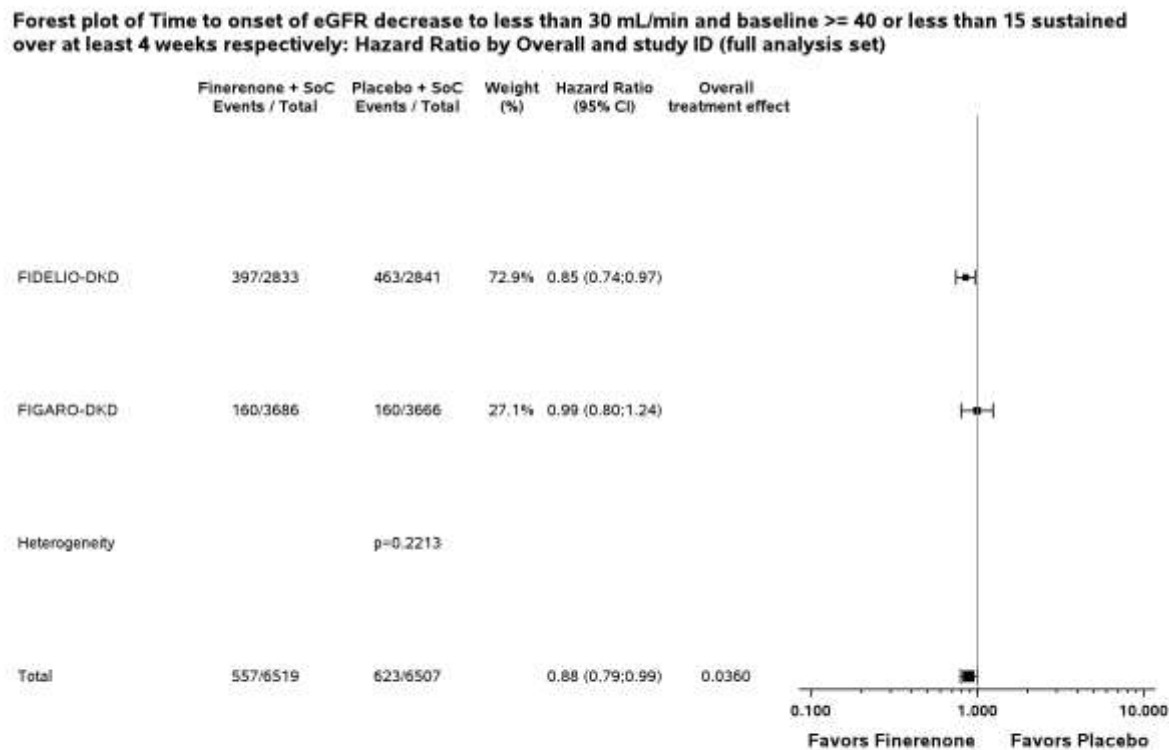 Forest plot of Time to onset of eGFR decrease to less than 30 mL/min and baseline >= 40 or less than 15 sustained
over at least 4 weeks respectively: Hazard Ratio by Overall and study ID (full analysis set)
Finerenone + SoC Placebo + SoC Weight Hazard Ratio Overall
Events / Total Events / Total (%) (95% CI) treatment effect
FIDELIO-DKD 397/2833 463/2841 72.9% 0.85 (0.74;0.97)
FIGARO-DKD 160/3686 160/3666 27.1% 0.99 (0.80;1.24)
Heterogeneity p=0.2213
Total 557/6519 623/6507 0.88 (0.79;0.99) 0.0360
0.100 1.000 10.000
Favors Finerenone Favors Placebo